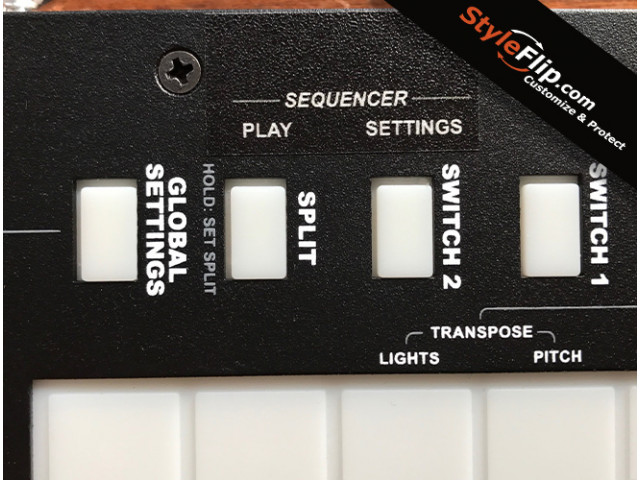 StyleFlip.com
Customize & Protect
SEQUENCER
PLAY
SETTINGS
GLOBAL
SETTINGS
HOLD: SET SPLIT
SPLIT
SWITCH 2
SWITCH 1
TRANSPOSE
LIGHTS
PITCH